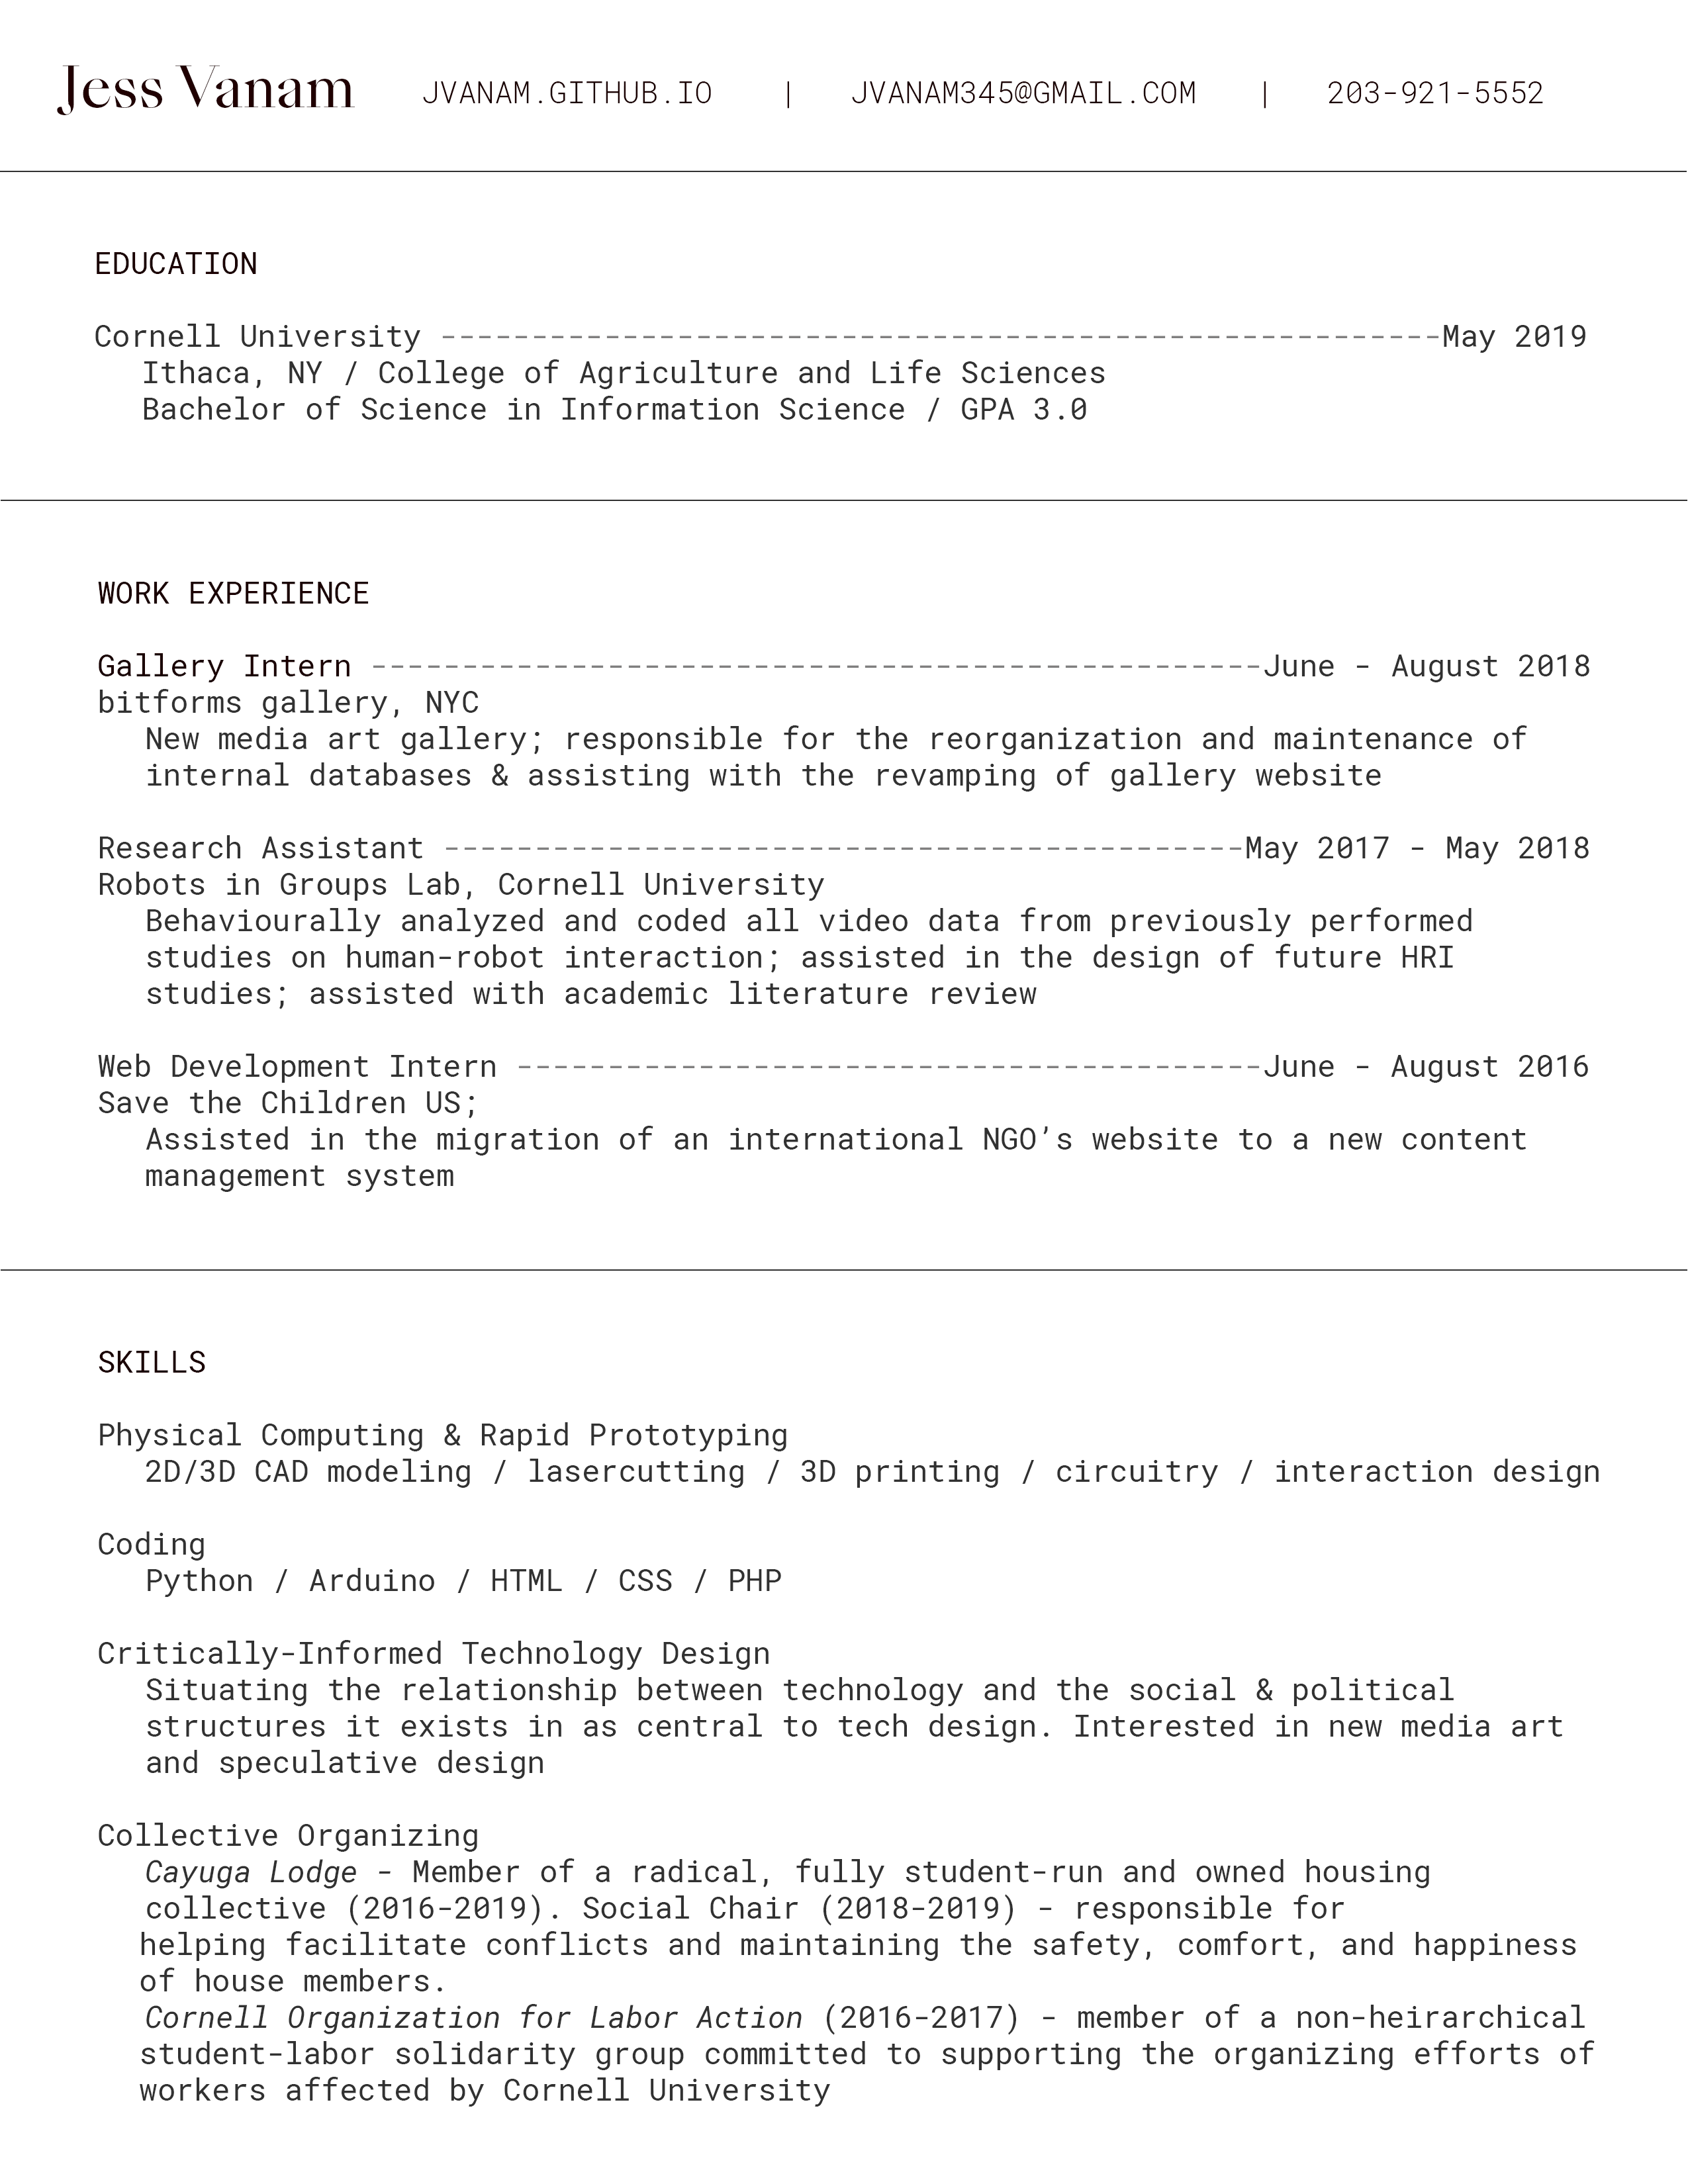 Jess Vanam JVANAM.GITHUB.IO | JVANAM345@GMAIL.COM | 203-921-5552
EDUCATION
Cornell University -------------------------------------------------------May 2019
Ithaca, NY / College of Agriculture and Life Sciences
Bachelor of Science in Information Science / GPA 3.0
WORK EXPERIENCE
Gallery Intern -------------------------------------------------June - August 2018
bitforms gallery, NYC
New media art gallery; responsible for the reorganization and maintenance of
internal databases & assisting with the revamping of gallery website
Research Assistant --------------------------------------------May 2017 - May 2018
Robots in Groups Lab, Cornell University
Behaviourally analyzed and coded all video data from previously performed
studies on human-robot interaction; assisted in the design of future HRI
studies; assisted with academic literature review
Web Development Intern -----------------------------------------June - August 2016
Save the Children US;
Assisted in the migration of an international NGO’s website to a new content
management system
SKILLS
Physical Computing & Rapid Prototyping
2D/3D CAD modeling / lasercutting / 3D printing / circuitry / interaction design
Coding
Python / Arduino / HTML / CSS / PHP
Critically-Informed Technology Design
Situating the relationship between technology and the social & political
structures it exists in as central to tech design. Interested in new media art
and speculative design
Collective Organizing
Cayuga Lodge - Member of a radical, fully student-run and owned housing
collective (2016-2019). Social Chair (2018-2019) - responsible for
helping facilitate conflicts and maintaining the safety, comfort, and happiness
of house members.
Cornell Organization for Labor Action (2016-2017) - member of a non-heirarchical
student-labor solidarity group committed to supporting the organizing efforts of
workers affected by Cornell University